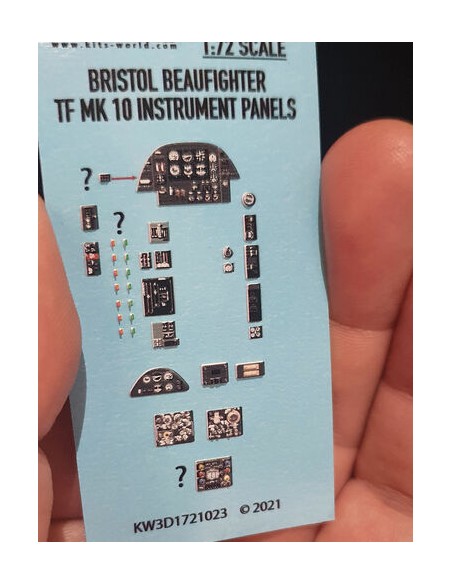 www.kits-world.com
1:72 SCALE
BRISTOL BEAUFIGHTER
TF MK 10 INSTRUMENT PANELS
?
?
?
KW3D1721023 © 2021